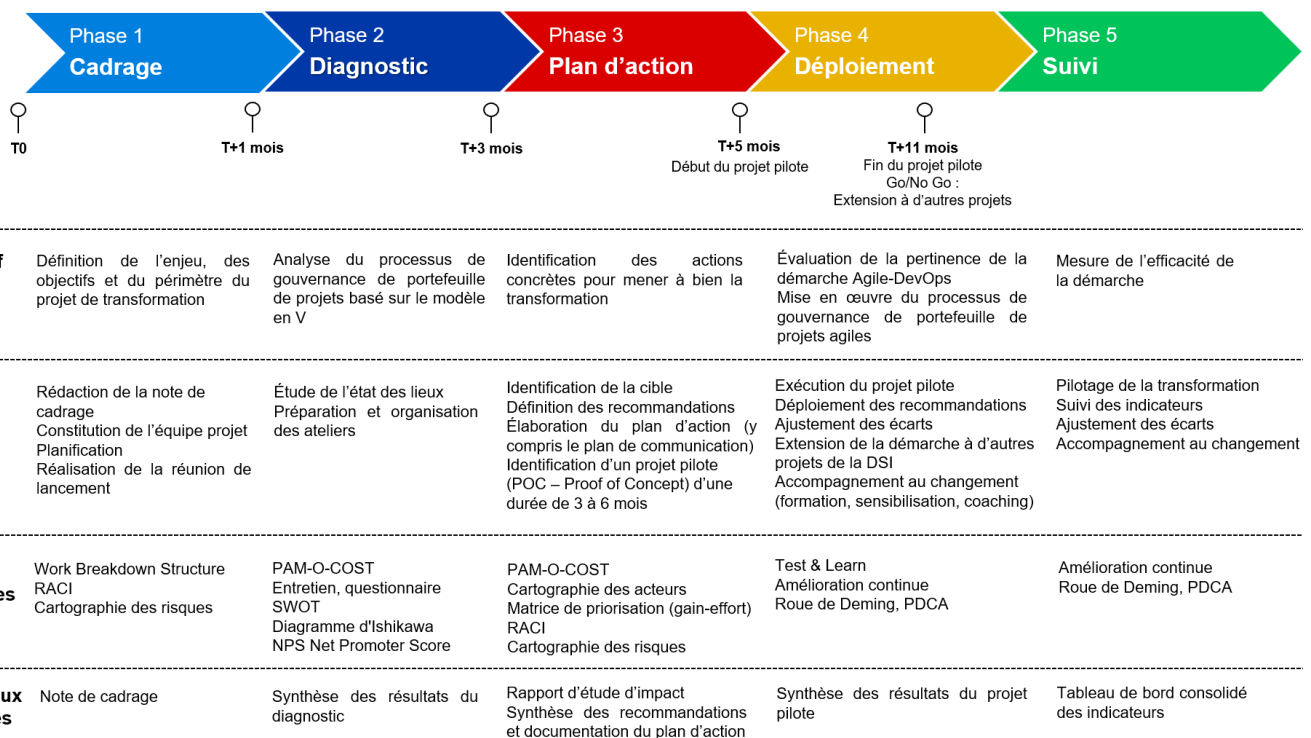 Phase 1
Cadrage
Phase 2
Diagnostic
Phase 3
Plan d’action
Phase 4
Déploiement
Phase 5
Suivi
T0
T+1 mois
T+3 mois
T+5 mois
Début du projet pilote
T+11 mois
Fin du projet pilote
Go/No Go :
Extension à d’autres projets
Définition de l’enjeu, des
objectifs et du périmètre du
projet de transformation
Analyse du processus de
gouvernance de portefeuille
de projets basé sur le modèle
en V
Identification des actions
concrètes pour mener à bien la
transformation
Évaluation de la pertinence de la
démarche Agile-DevOps
Mise en œuvre du processus de
gouvernance de portefeuille de
projets agiles
Mesure de l’efficacité de
la démarche
Rédaction de la note de
cadrage
Constitution de l’équipe projet
Planification
Réalisation de la réunion de
lancement
Étude de l’état des lieux
Préparation et organisation
des ateliers
Identification de la cible
Définition des recommandations
Élaboration du plan d’action (y
compris le plan de communication)
Identification d’un projet pilote
(POC – Proof of Concept) d’une
durée de 3 à 6 mois
Exécution du projet pilote
Déploiement des recommandations
Ajustement des écarts
Extension de la démarche à d’autres
projets de la DSI
Accompagnement au changement
(formation, sensibilisation, coaching)
Pilotage de la transformation
Suivi des indicateurs
Ajustement des écarts
Accompagnement au changement
Work Breakdown Structure
RACI
Cartographie des risques
PAM-O-COST
Entretien, questionnaire
SWOT
Diagramme d'Ishikawa
NPS Net Promoter Score
PAM-O-COST
Cartographie des acteurs
Matrice de priorisation (gain-effort)
RACI
Cartographie des risques
Test & Learn
Amélioration continue
Roue de Deming, PDCA
Amélioration continue
Roue de Deming, PDCA
Note de cadrage
Synthèse des résultats du
diagnostic
Rapport d’étude d’impact
Synthèse des recommandations
et documentation du plan d’action
Synthèse des résultats du projet
pilote
Tableau de bord consolidé
des indicateurs